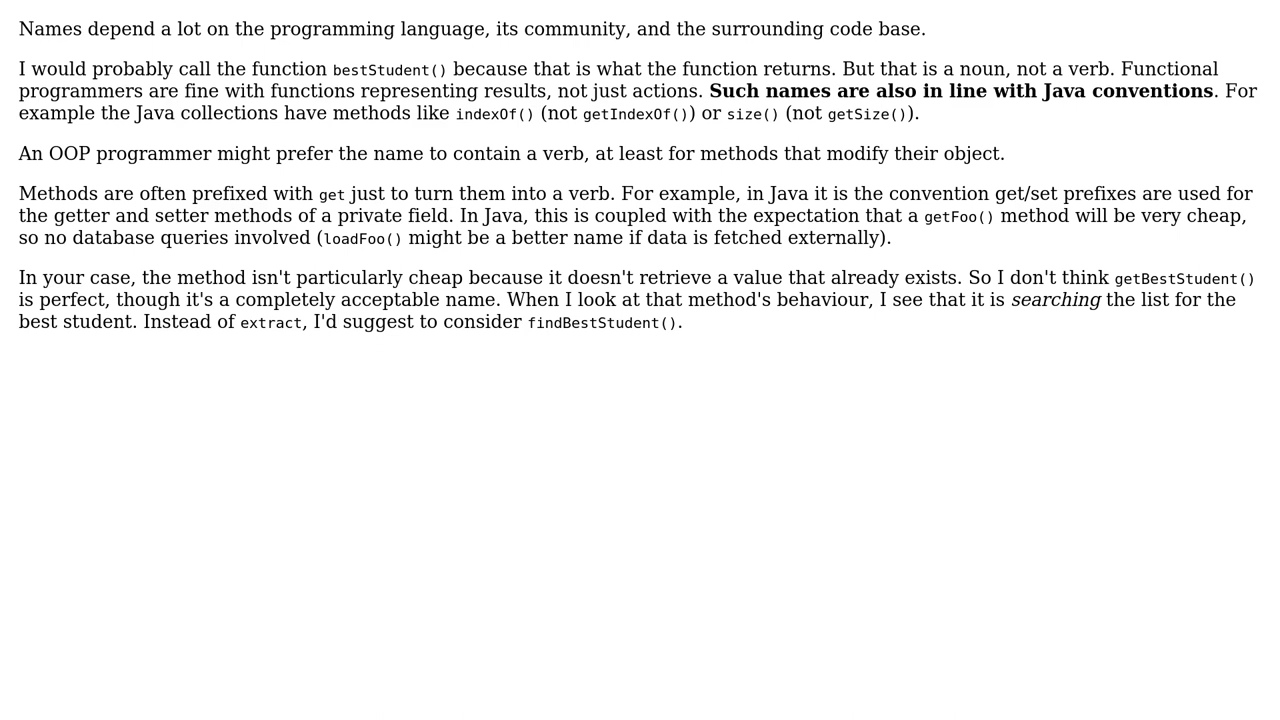 Names depend a lot on the programming language, its community, and the surrounding code base.
I would probably call the function bestStudent() because that is what the function returns. But that is a noun, not a verb. Functional
programmers are fine with functions representing results, not just actions. Such names are also in line with Java conventions. For
example the Java collections have methods like indexOf() (not getIndexOf()) or size() (not getSize()).
An OOP programmer might prefer the name to contain a verb, at least for methods that modify their object.
Methods are often prefixed with get just to turn them into a verb. For example, in Java it is the convention get/set prefixes are used for
the getter and setter methods of a private field. In Java, this is coupled with the expectation that a getFoo() method will be very cheap,
so no database queries involved (loadFoo() might be a better name if data is fetched externally).
In your case, the method isn't particularly cheap because it doesn't retrieve a value that already exists. So I don't think getBestStudent()
is perfect, though it's a completely acceptable name. When I look at that method's behaviour, I see that it is searching the list for the
best student. Instead of extract, I'd suggest to consider findBestStudent().